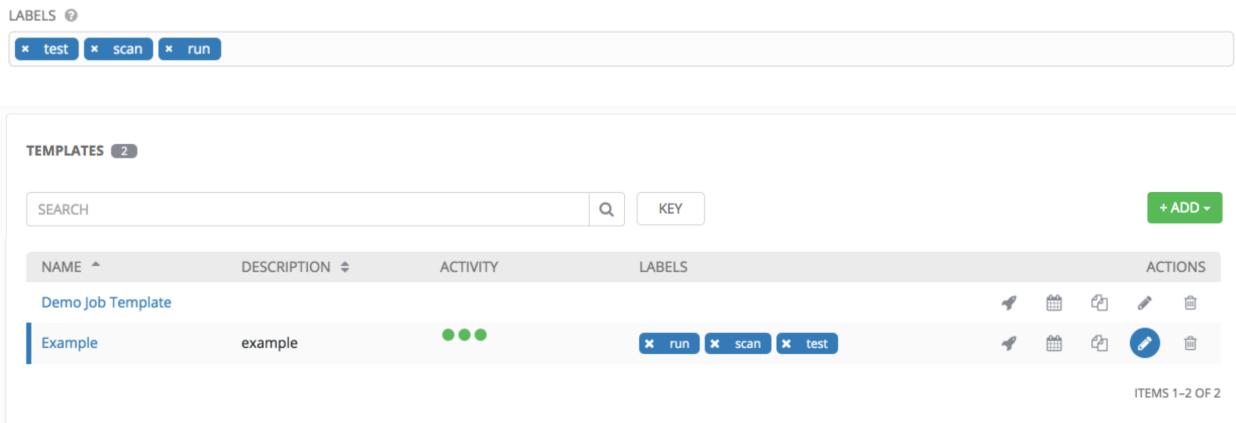 LABELS ?
× test × scan × run
TEMPLATES 2
SEARCH KEY + ADD
NAME DESCRIPTION ACTIVITY LABELS ACTIONS
Demo Job Template
Example example × run × scan × test
ITEMS 1–2 OF 2